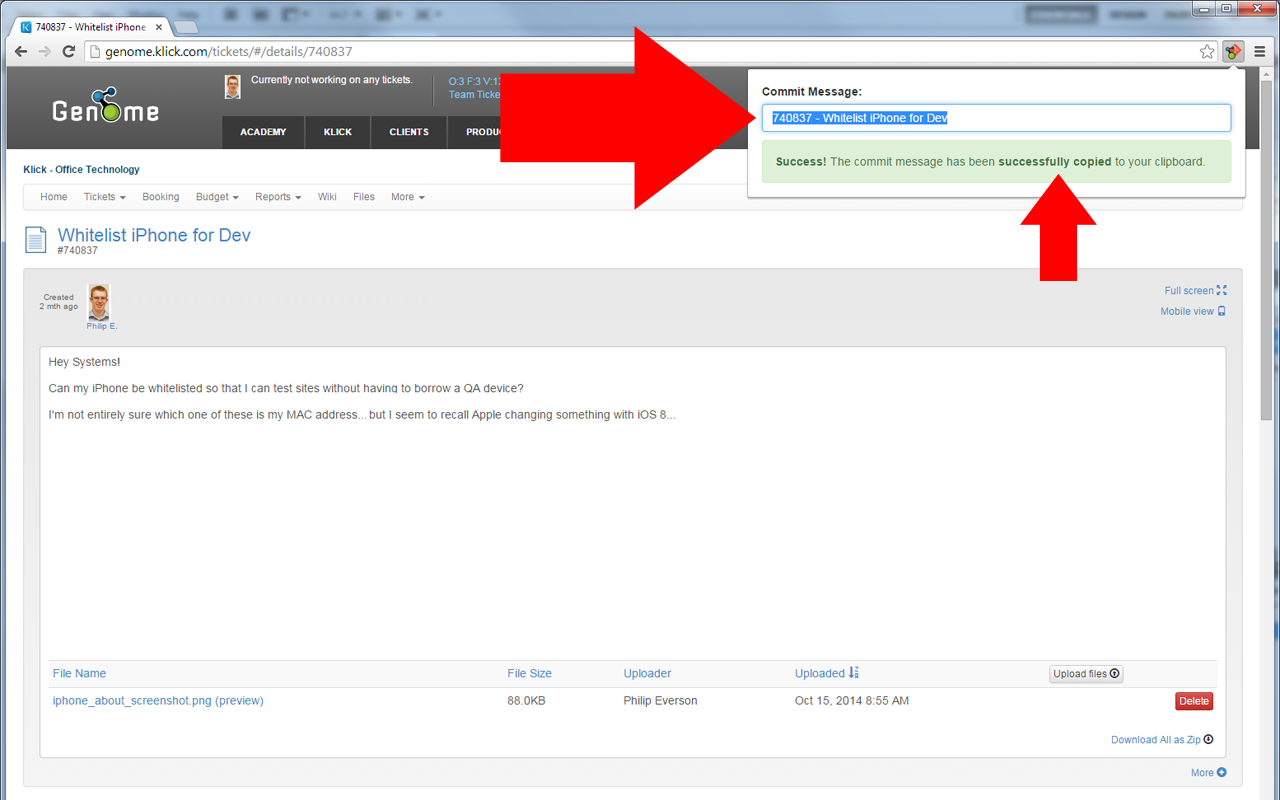 740837 - Whitelist iPhone
genome.klick.com/tickets/#/details/740837
Genome
Currently not working on any tickets.
O:3 F:3 V:
Team Ticke
ACADEMY
KLICK
CLIENTS
Commit Message:
740837 - Whitelist iPhone for Dev
Success! The commit message has been successfully copied to your clipboard.
Klick - Office Technology
Home Tickets Booking Budget Reports Wiki Files More
Whitelist iPhone for Dev
#740837
Created
2 mth ago
Philip E.
Full screen
Mobile view
Hey Systems!
Can my iPhone be whitelisted so that I can test sites without having to borrow a QA device?
I'm not entirely sure which one of these is my MAC address... but I seem to recall Apple changing something with iOS 8...
File Name File Size Uploader Uploaded Upload files
iphone_about_screenshot.png (preview) 88.0KB Philip Everson Oct 15, 2014 8:55 AM Delete
Download All as Zip
More